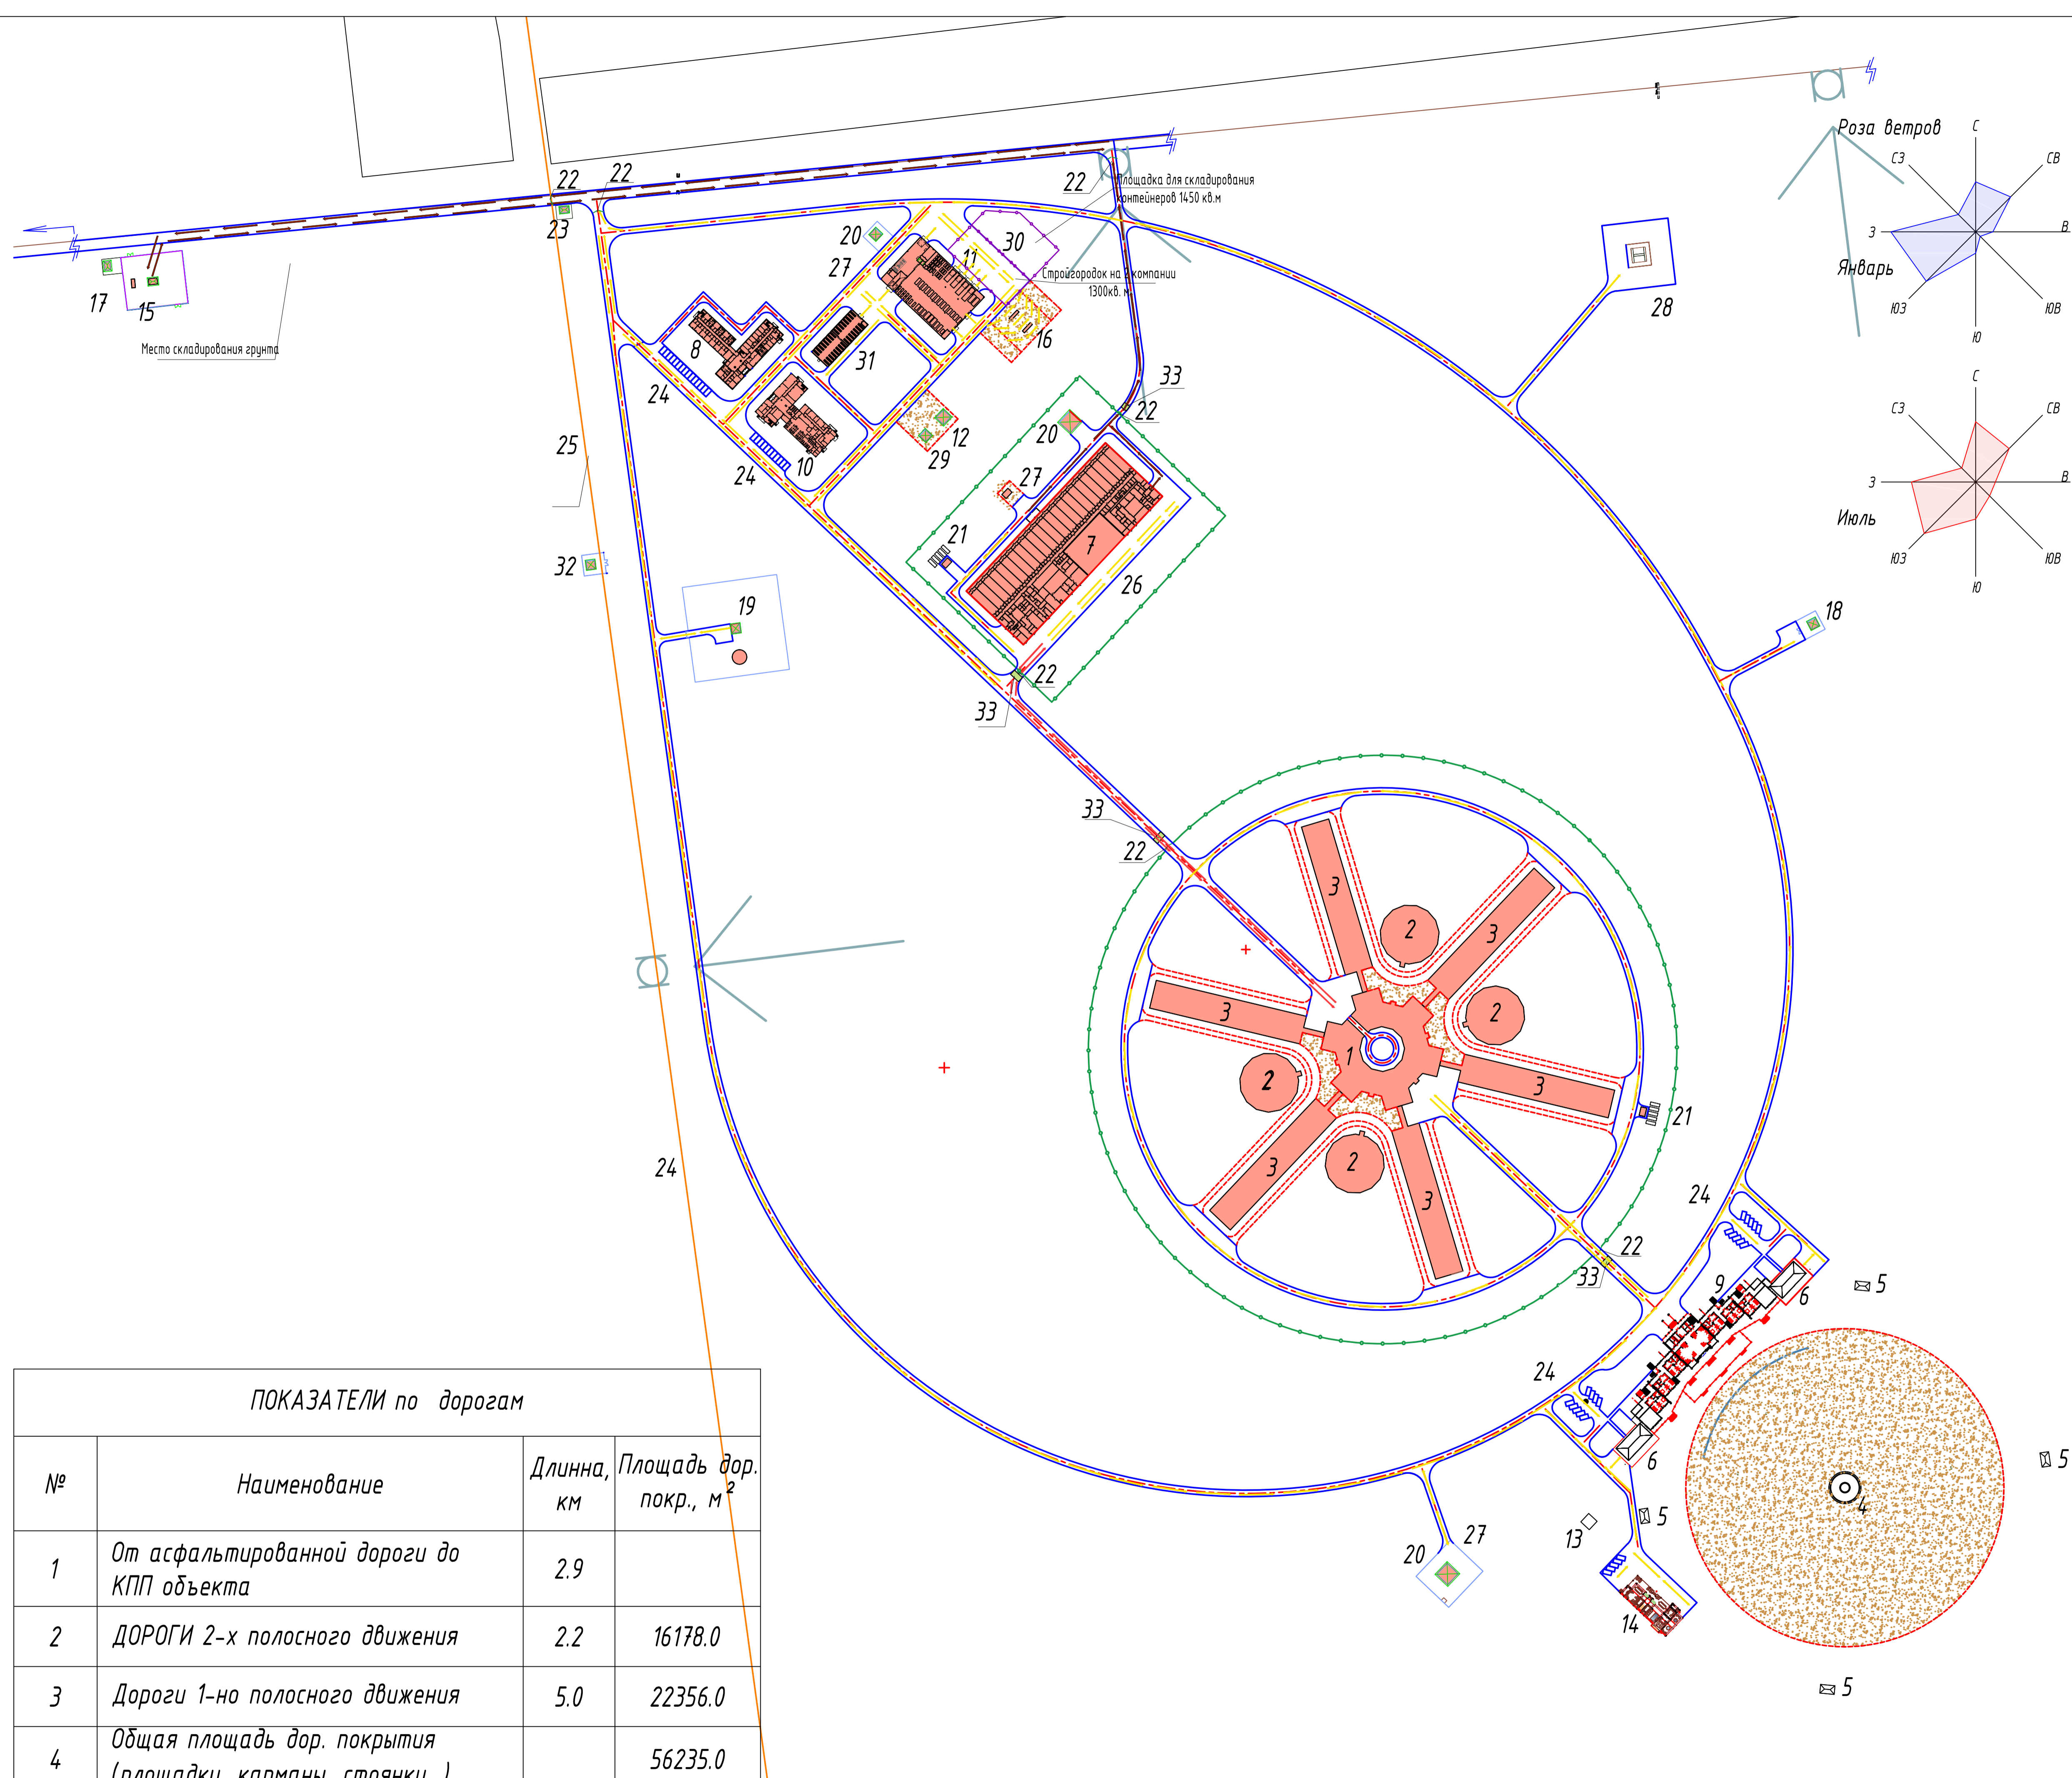 Роза ветров
С
СЗ
СВ
З
В
Январь
ЮЗ
ЮВ
Ю
С
СЗ
СВ
З
В
Июль
ЮЗ
ЮВ
Ю
22
22
22
Площадка для складирования
контейнеров 1450 кв.м
23
20
30
11
27
Стройгородок на 2 компании
1300кв. м
28
17
15
16
Место складирования грунта
8
31
33
24
22
25
12
20
10
29
24
27
21
7
32
26
19
18
22
33
33
22
3
2
3
3
2
1
2
3
21
2
3
3
24
24
22
33
9
6
5
24
6
5
4
5
13
20
27
14
5
ПОКАЗАТЕЛИ по дорогам
№
Наименование
Длинна,
км
Площадь дор.
покр., м²
1
От асфальтированной дороги до
КПП объекта
2.9
2
ДОРОГИ 2-х полосного движения
2.2
16178.0
3
Дороги 1-но полосного движения
5.0
22356.0
4
Общая площадь дор. покрытия
(площадки, карманы, стоянки..)
56235.0